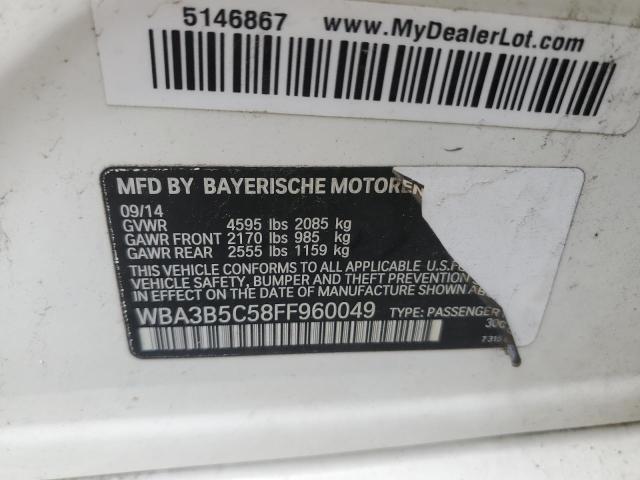 5146867 www.MyDealerLot.com
MFD BY BAYERISCHE MOTOREN
09/14
GVWR 4595 lbs 2085 kg
GAWR FRONT 2170 lbs 985 kg
GAWR REAR 2555 lbs 1159 kg
THIS VEHICLE CONFORMS TO ALL APPLICABLE U.S.
VEHICLE SAFETY, BUMPER AND THEFT PREVENTION
IN EFFECT ON THE DATE OF MANUFACTURE SHOWN
WBA3B5C58FF960049 TYPE: PASSENGER